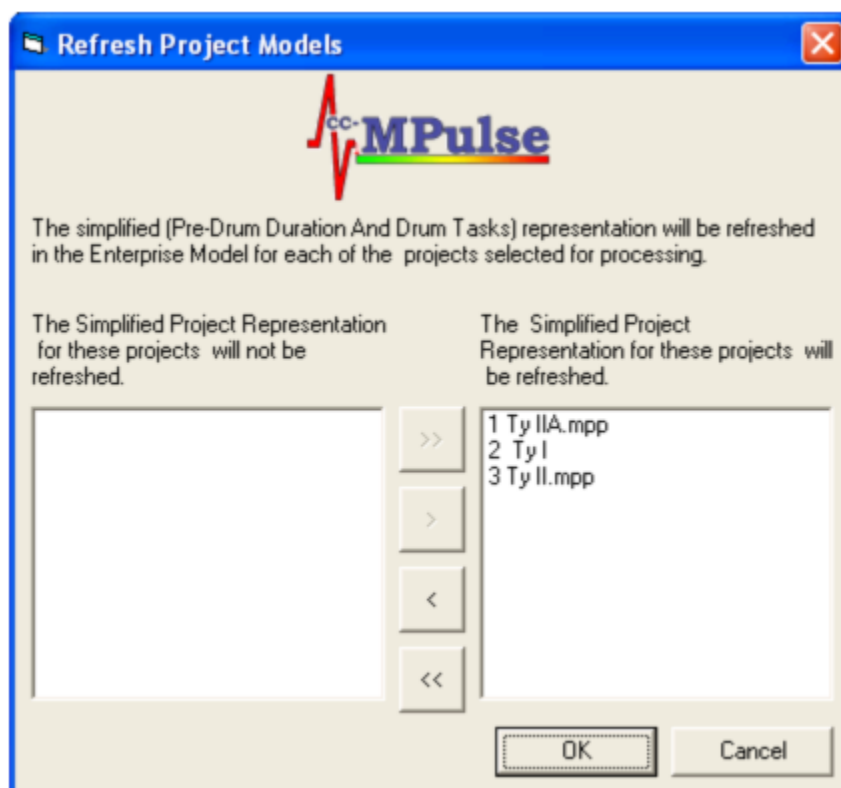 Refresh Project Models
cc-MPulse
The simplified (Pre-Drum Duration And Drum Tasks) representation will be refreshed
in the Enterprise Model for each of the projects selected for processing.
The Simplified Project Representation
for these projects will not be
refreshed.
The Simplified Project
Representation for these projects will
be refreshed.
>>
>
<
<<
1 Ty IIA.mpp
2 Ty I
3 Ty II.mpp
OK
Cancel